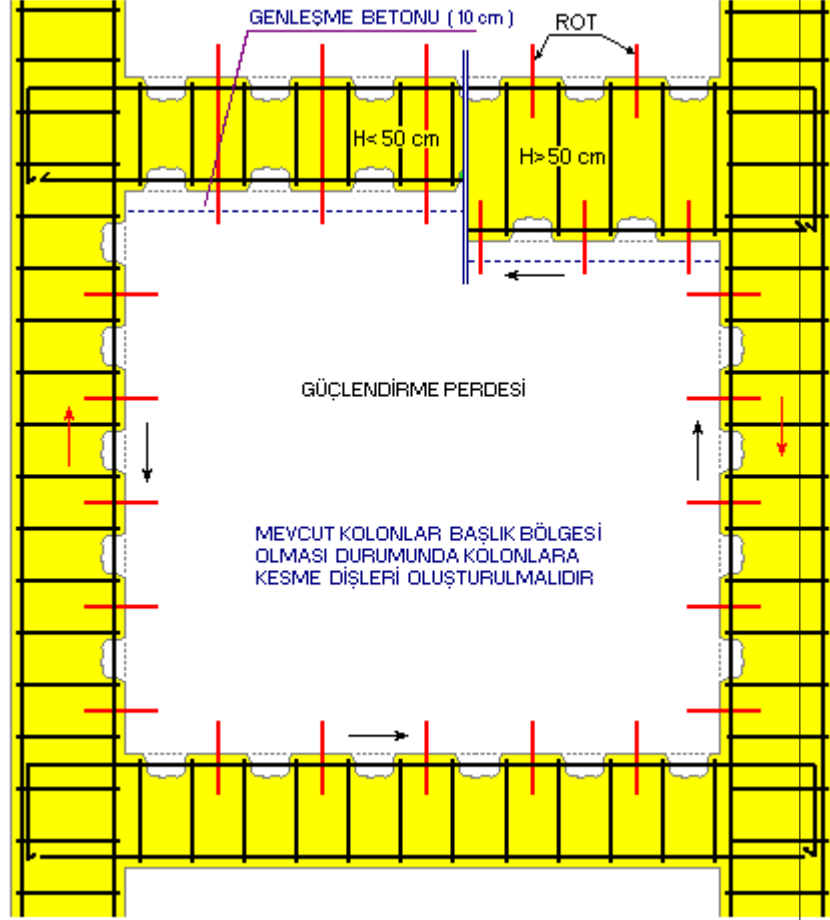 GENLEŞME BETONU ( 10 cm )
ROT
H< 50 cm
H> 50 cm
GÜÇLENDİRME PERDESİ
MEVCUT KOLONLAR BAŞLIK BÖLGESİ
OLMASI DURUMUNDA KOLONLARA
KESME DİŞLERİ OLUŞTURULMALIDIR